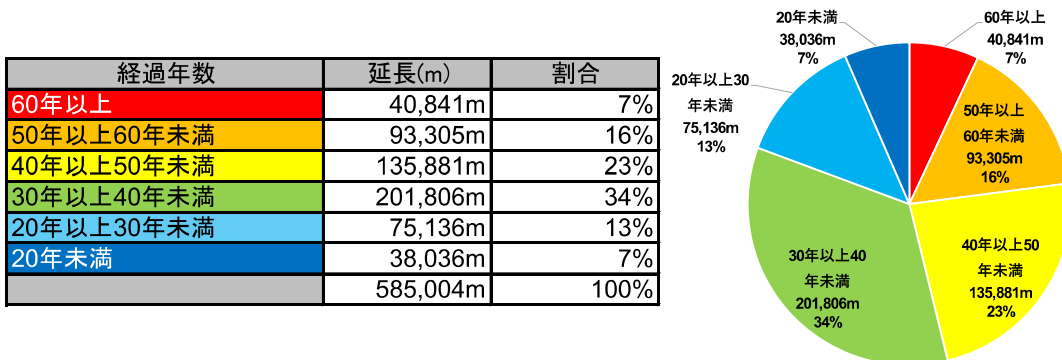 経過年数 延長(m) 割合
60年以上 40,841m 7%
50年以上60年未満 93,305m 16%
40年以上50年未満 135,881m 23%
30年以上40年未満 201,806m 34%
20年以上30年未満 75,136m 13%
20年未満 38,036m 7%
585,004m 100%
60年以上
40,841m
7%
50年以上
60年未満
93,305m
16%
40年以上50
年未満
135,881m
23%
30年以上40
年未満
201,806m
34%
20年以上30
年未満
75,136m
13%
20年未満
38,036m
7%